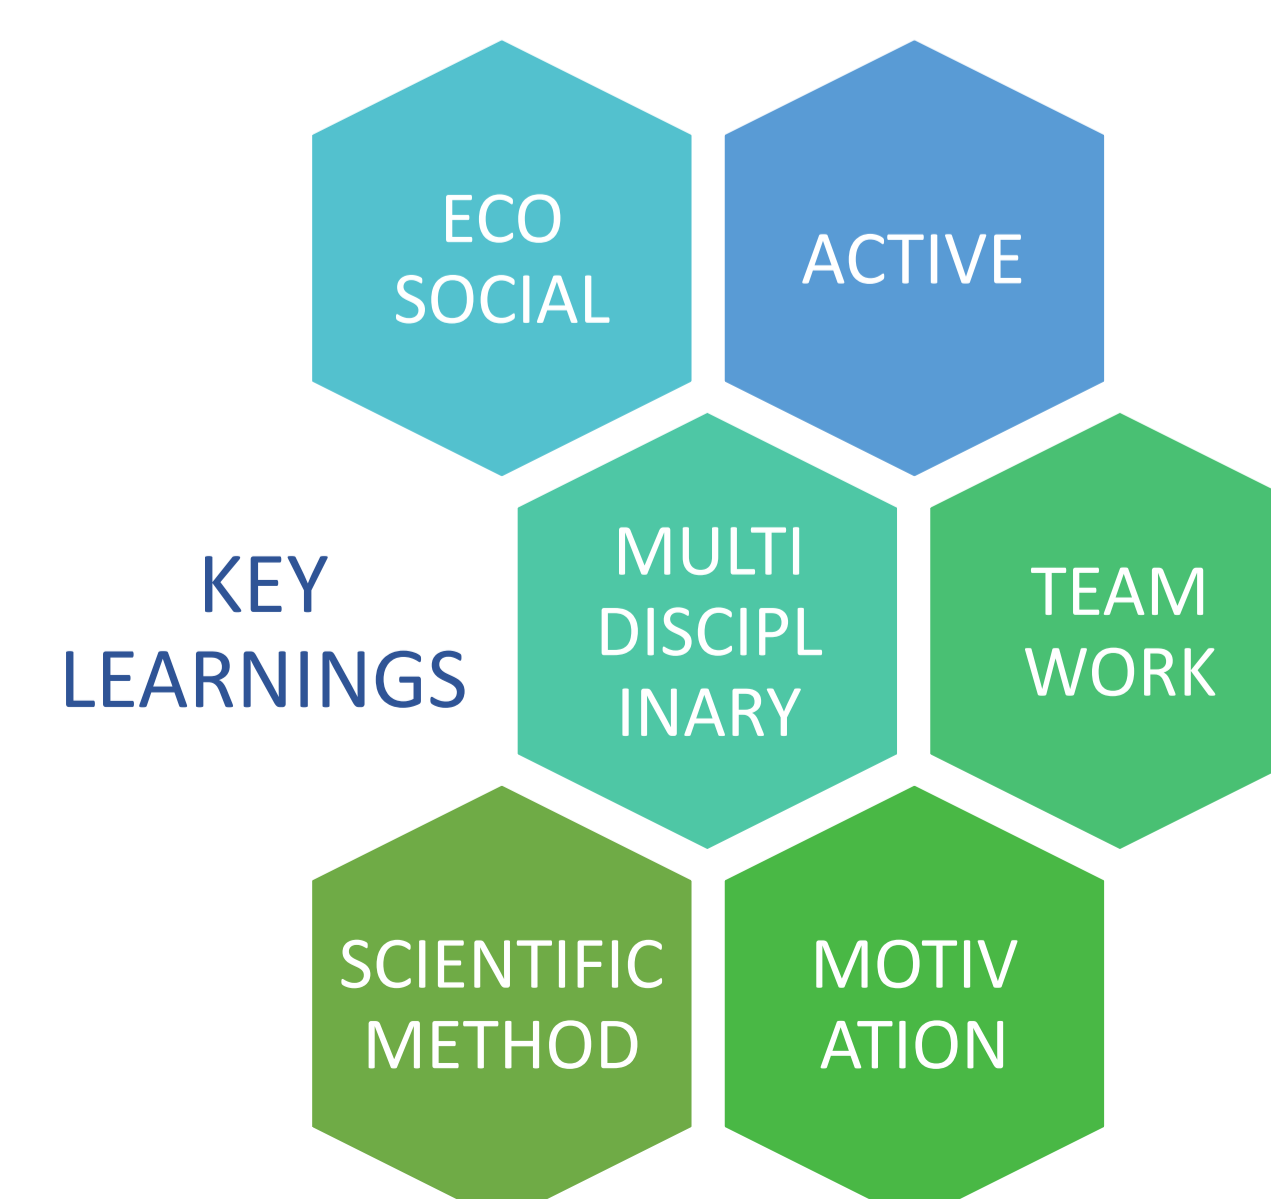 ECO
SOCIAL
ACTIVE
KEY
LEARNINGS
MULTI
DISCIPL
INARY
TEAM
WORK
SCIENTIFIC
METHOD
MOTIV
ATION